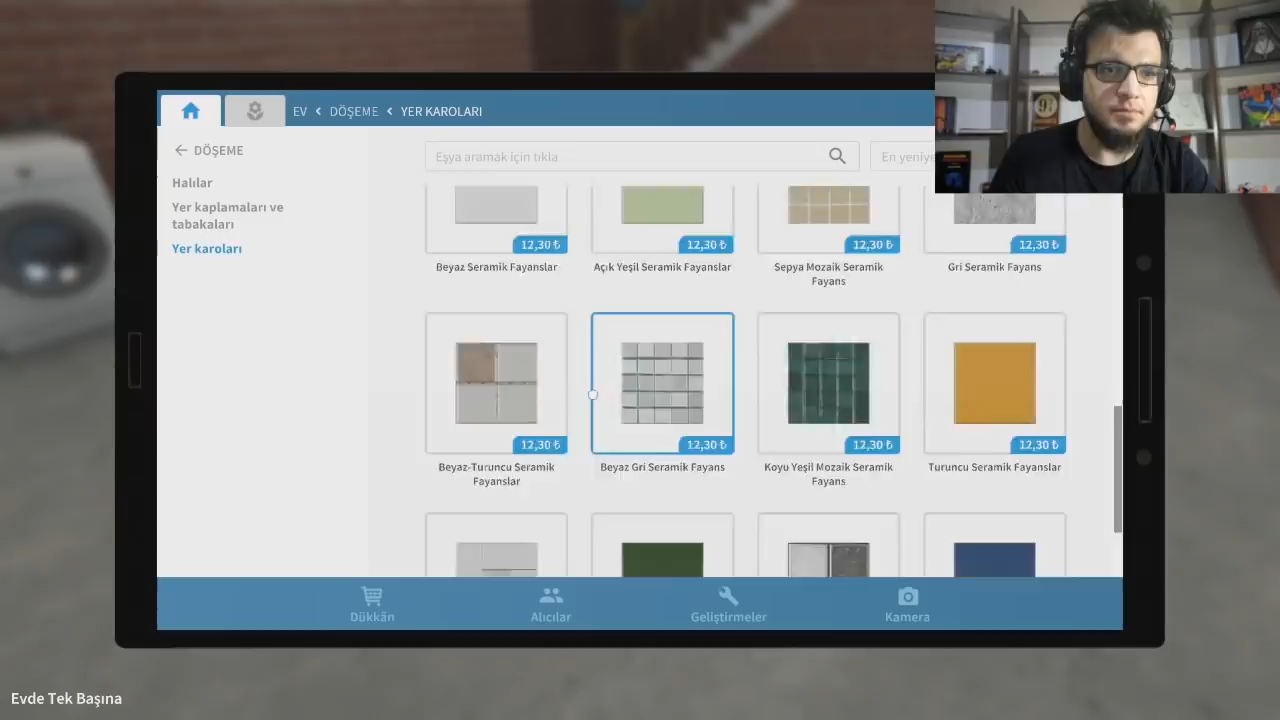 EV < DÖŞEME < YER KAROLARI
DÖŞEME
Halılar
Yer kaplamaları ve
tabakaları
Yer karoları
Eşya aramak için tıkla
En yeniye
12,30 ₺
12,30 ₺
12,30 ₺
12,30 ₺
Beyaz Seramik Fayanslar
Açık Yeşil Seramik Fayanslar
Sepya Mozaik Seramik
Fayans
Gri Seramik Fayans
12,30 ₺
12,30 ₺
12,30 ₺
12,30 ₺
Beyaz-Turuncu Seramik
Fayanslar
Beyaz Gri Seramik Fayans
Koyu Yeşil Mozaik Seramik
Fayans
Turuncu Seramik Fayanslar
Dükkân
Alıcılar
Geliştirmeler
Kamera
Evde Tek Başına